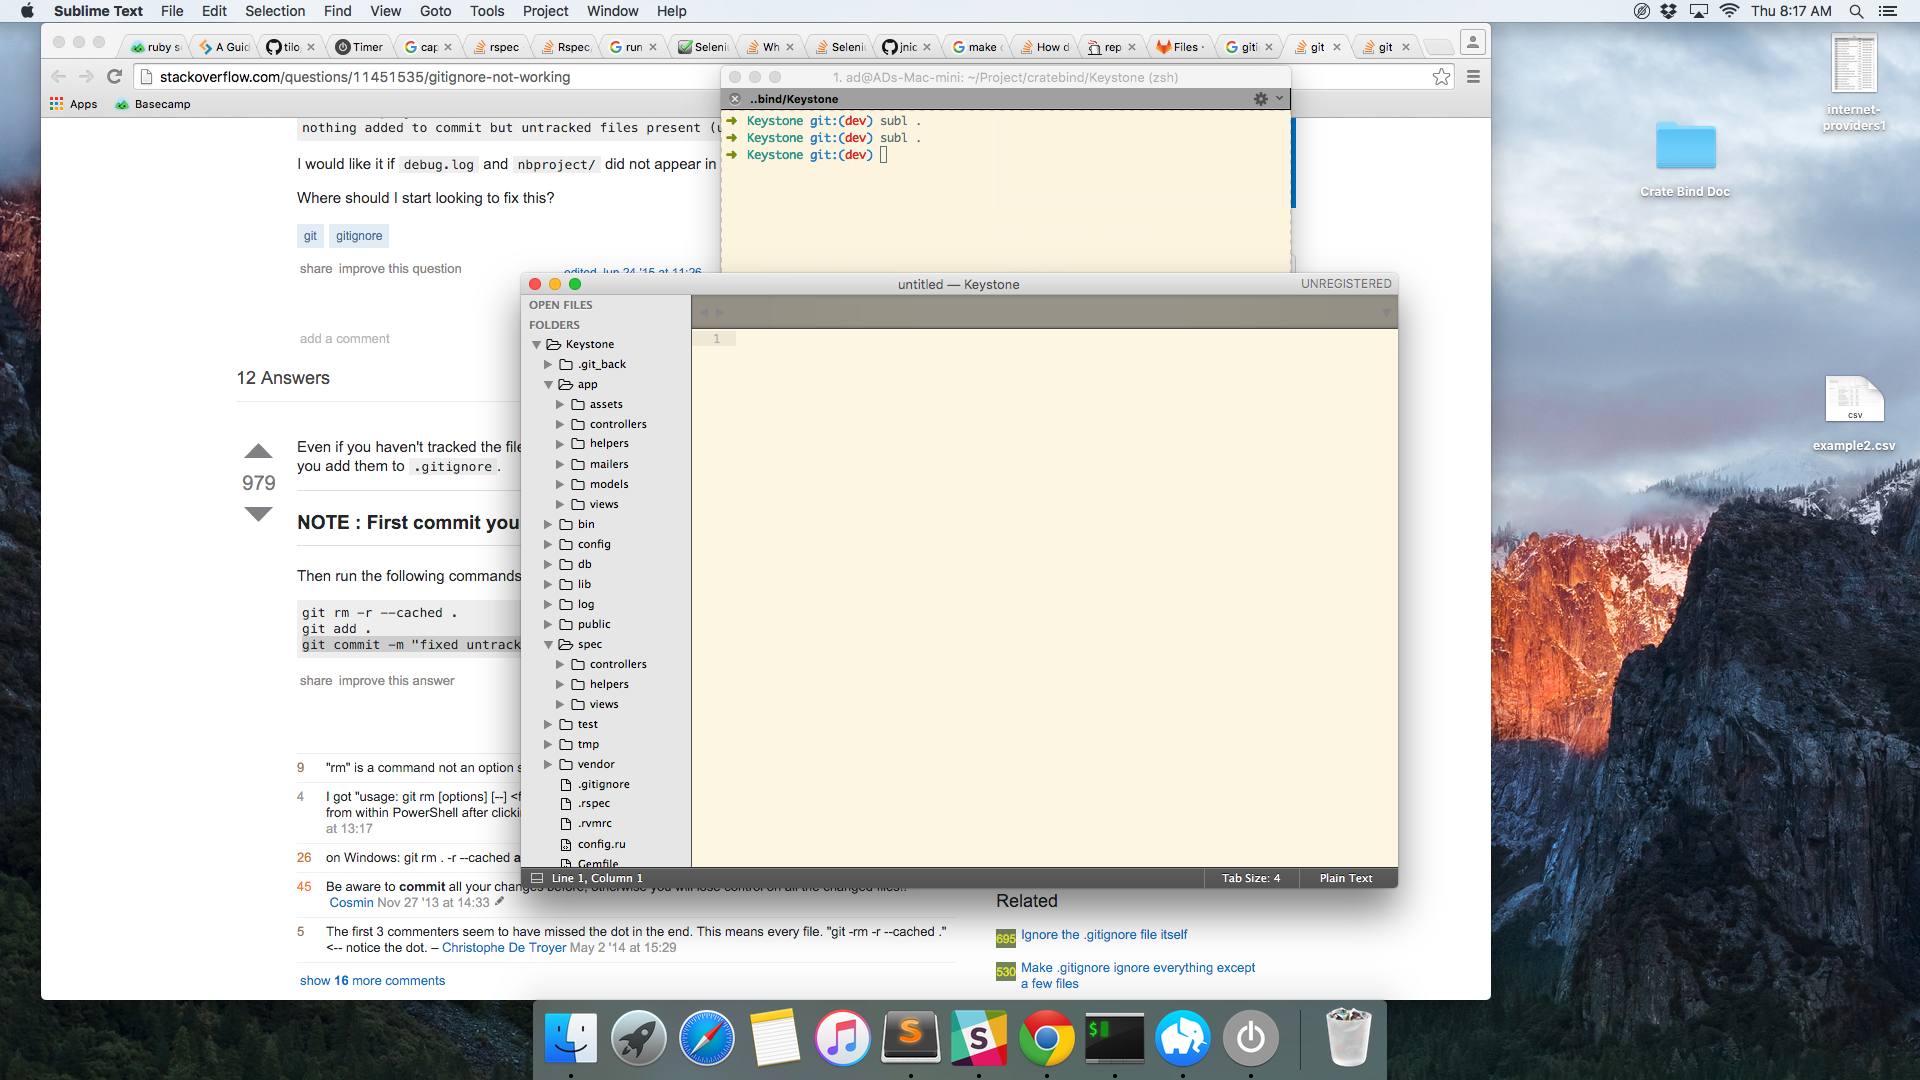 Sublime Text File Edit Selection Find View Goto Tools Project Window Help
Thu 8:17 AM
ruby s
A Guid
tilo
Timer
cap
rspec
Rspec
run
Seleni
Wh
Seleni
jnic
make
How d
rep
Files
giti
git
git
stackoverflow.com/questions/11451535/gitignore-not-working
Apps
Basecamp
1. ad@ADs-Mac-mini: ~/Project/cratebind/Keystone (zsh)
..bind/Keystone
Keystone git:(dev) subl .
Keystone git:(dev) subl .
Keystone git:(dev)
nothing added to commit but untracked files present (u
I would like it if debug.log and nbproject/ did not appear in
Where should I start looking to fix this?
git gitignore
share improve this question
edited Jun 24 '15 at 11:26
add a comment
12 Answers
979
Even if you haven't tracked the file
you add them to .gitignore.
NOTE : First commit you
Then run the following commands
git rm -r --cached .
git add .
git commit -m "fixed untrack
share improve this answer
9 "rm" is a command not an option s
4 I got "usage: git rm [options] [--] <f
from within PowerShell after clickin
at 13:17
26 on Windows: git rm . -r --cached a
45 Be aware to commit all your changes before, otherwise you will lose control on all the changed files!!
Cosmin Nov 27 '13 at 14:33
5 The first 3 commenters seem to have missed the dot in the end. This means every file. "git -rm -r --cached ."
<-- notice the dot. – Christophe De Troyer May 2 '14 at 15:29
show 16 more comments
untitled — Keystone
UNREGISTERED
OPEN FILES
FOLDERS
Keystone
.git_back
app
assets
controllers
helpers
mailers
models
views
bin
config
db
lib
log
public
spec
controllers
helpers
views
test
tmp
vendor
.gitignore
.rspec
.rvmrc
config.ru
Gemfile
1
Line 1, Column 1
Tab Size: 4
Plain Text
Related
695 Ignore the .gitignore file itself
530 Make .gitignore ignore everything except
a few files
internet-
providers1
Crate Bind Doc
CSV
example2.csv